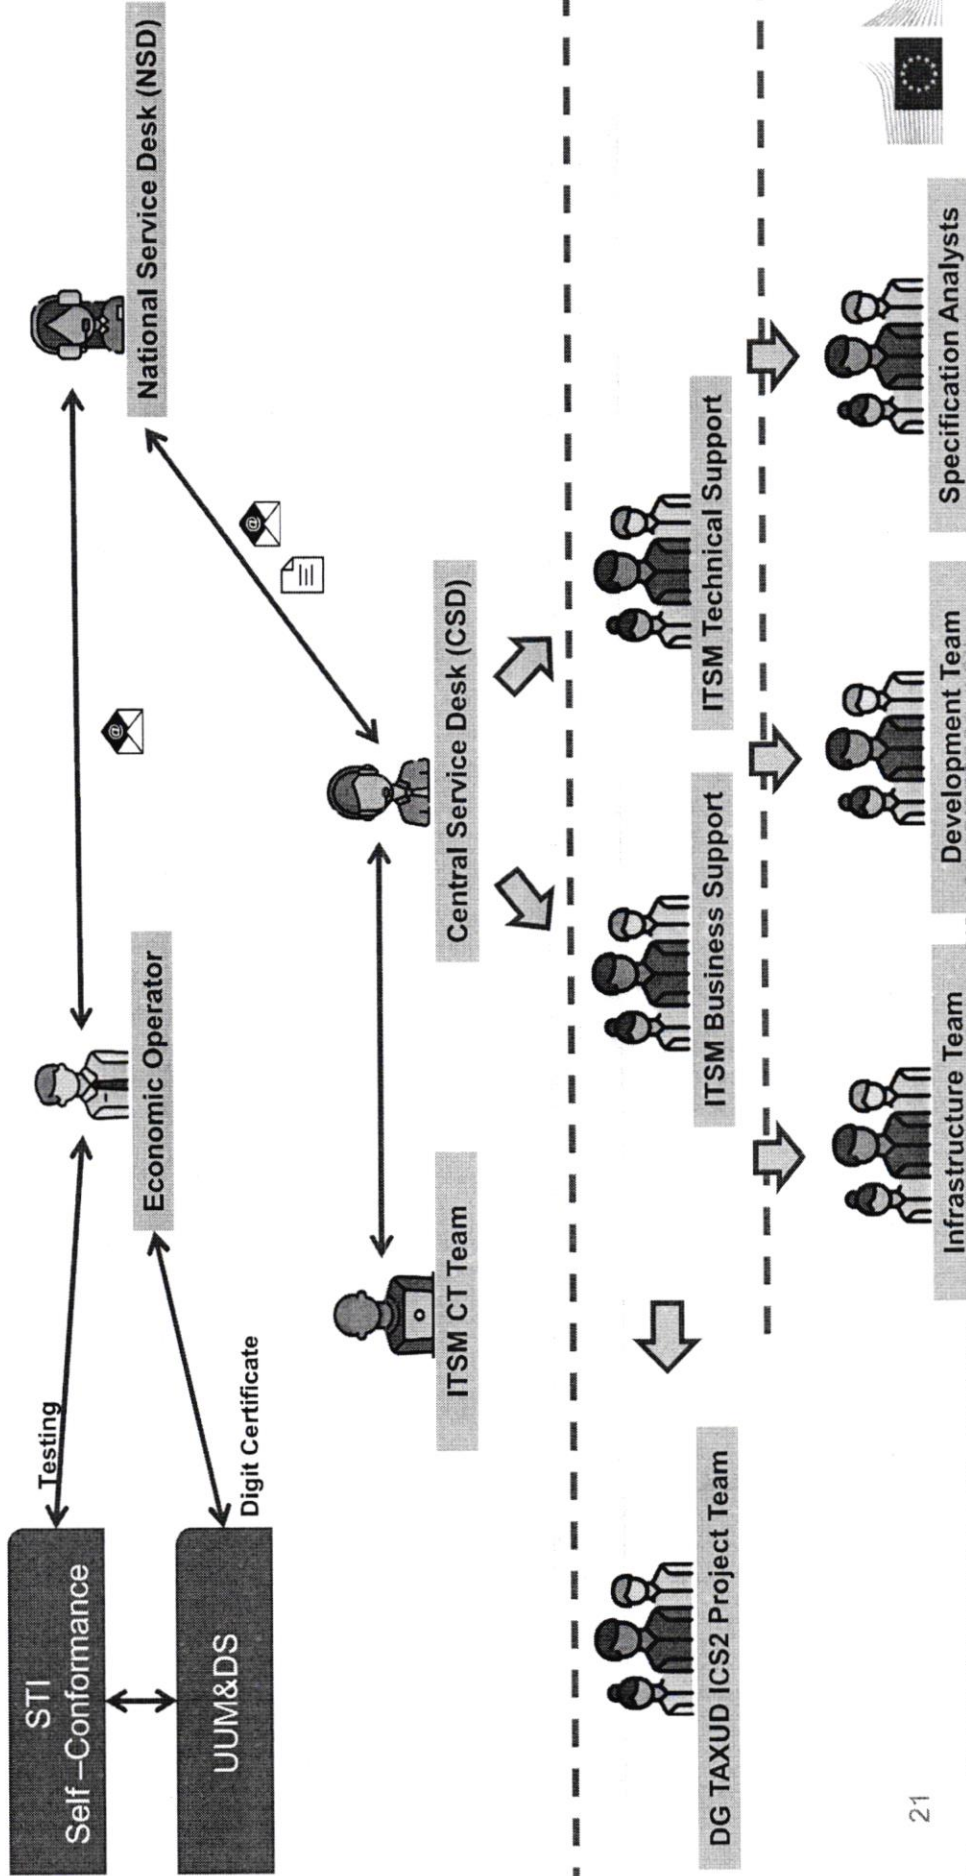 STI
Self –Conformance
Testing
Economic Operator
National Service Desk (NSD)
UUM&DS
Digit Certificate
ITSM CT Team
Central Service Desk (CSD)
DG TAXUD ICS2 Project Team
ITSM Business Support
ITSM Technical Support
Infrastructure Team
Development Team
Specification Analysts
21